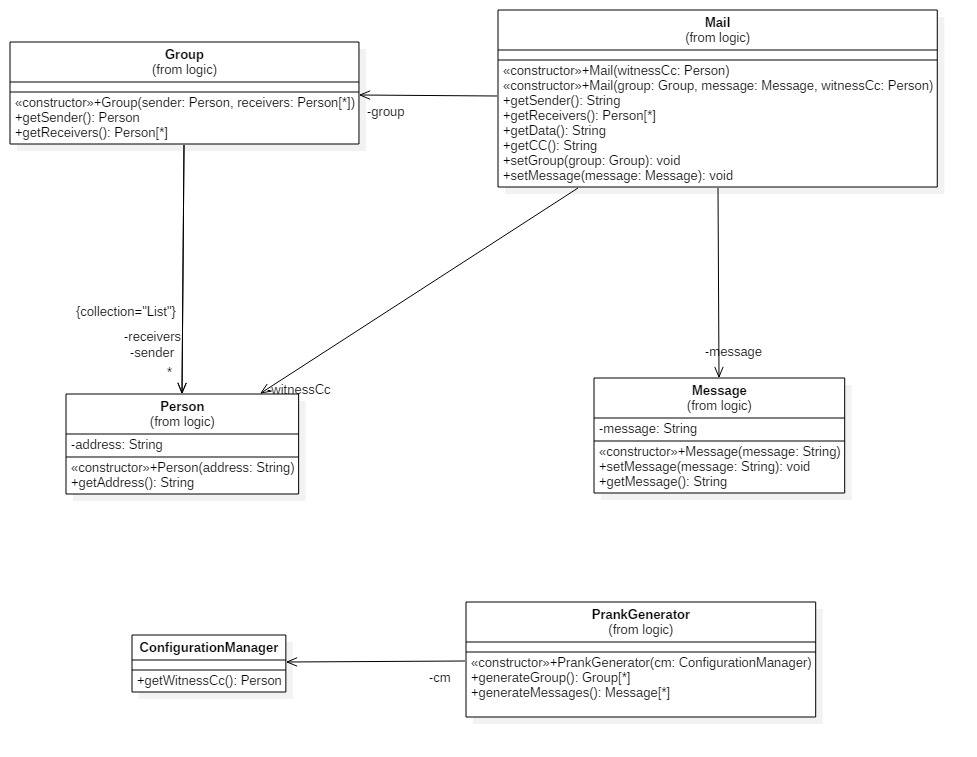 Mail
(from logic)
«constructor»+Mail(witnessCc: Person)
«constructor»+Mail(group: Group, message: Message, witnessCc: Person)
+getSender(): String
+getReceivers(): Person[*]
+getData(): String
+getCC(): String
+setGroup(group: Group): void
+setMessage(message: Message): void
Group
(from logic)
«constructor»+Group(sender: Person, receivers: Person[*])
+getSender(): Person
+getReceivers(): Person[*]
-group
{collection="List"}
-receivers
-sender
*
-witnessCc
-message
Person
(from logic)
-address: String
«constructor»+Person(address: String)
+getAddress(): String
Message
(from logic)
-message: String
«constructor»+Message(message: String)
+setMessage(message: String): void
+getMessage(): String
ConfigurationManager
+getWitnessCc(): Person
-cm
PrankGenerator
(from logic)
«constructor»+PrankGenerator(cm: ConfigurationManager)
+generateGroup(): Group[*]
+generateMessages(): Message[*]